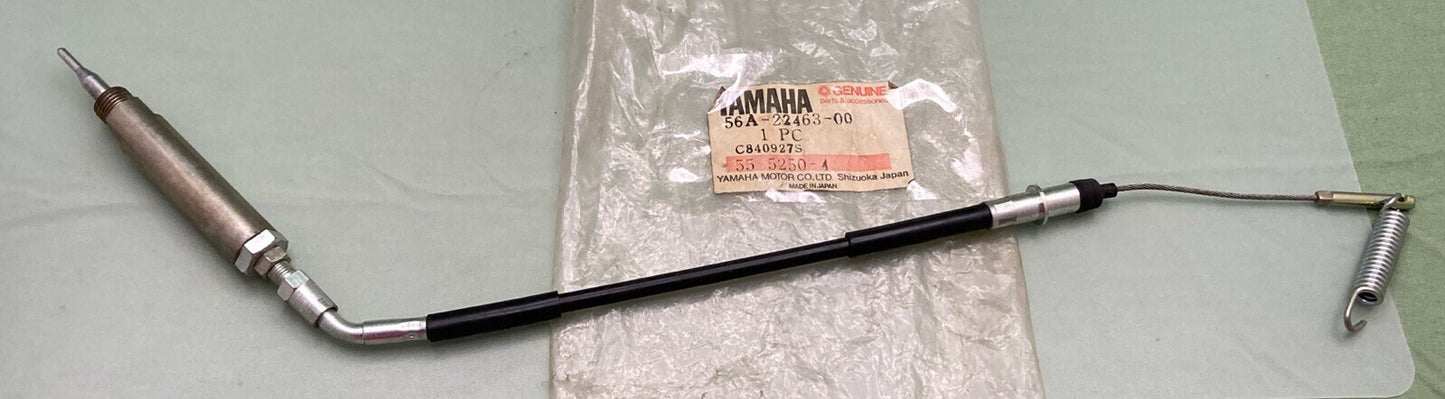 YAMAHA GENUINE
parts & accessories
56A-22463-00
1 PC
C840927S
55 5250-1
YAMAHA MOTOR CO.,LTD. Shizuoka Japan
MADE IN JAPAN